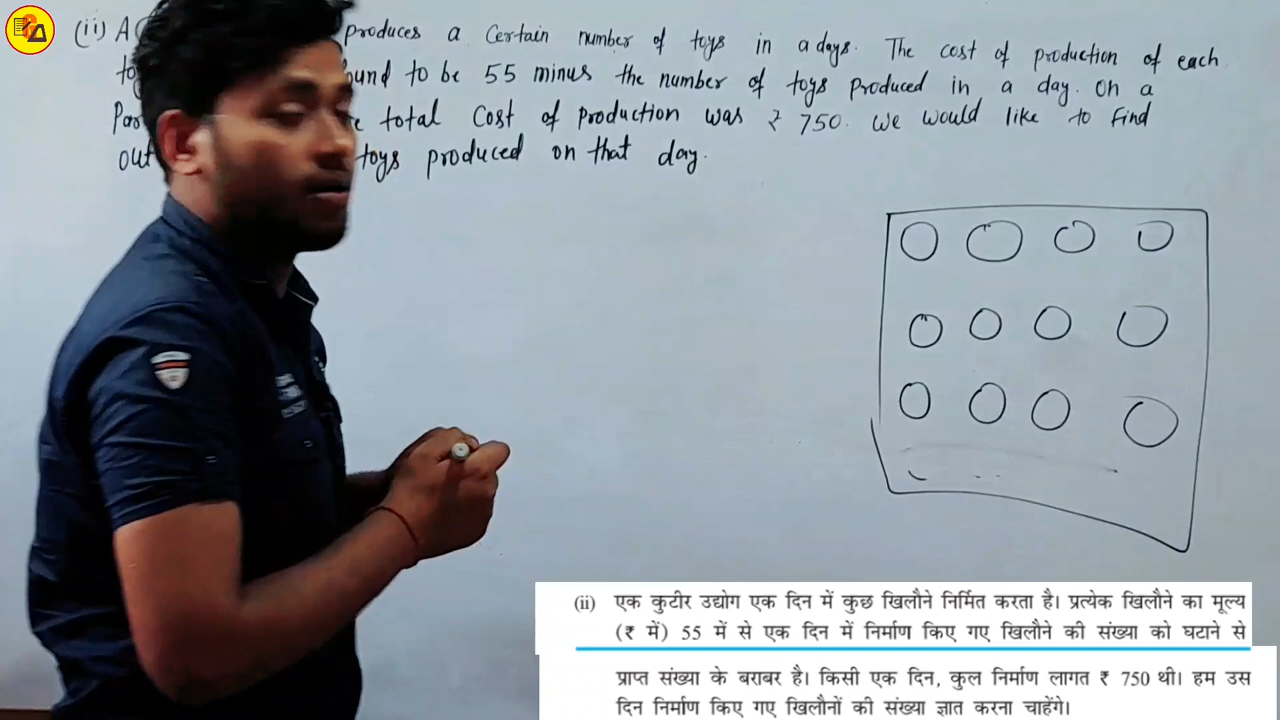 (ii) A produces a Certain number of toys in a days. The cost of production of each
to ound to be 55 minus the number of toys produced in a day. On a
Par total Cost of production was ₹ 750. We would like to find
out toys produced on that day.
(ii) एक कुटीर उद्योग एक दिन में कुछ खिलौने निर्मित करता है। प्रत्येक खिलौने का मूल्य
(₹ में) 55 में से एक दिन में निर्माण किए गए खिलौने की संख्या को घटाने से
प्राप्त संख्या के बराबर है। किसी एक दिन, कुल निर्माण लागत ₹ 750 थी। हम उस
दिन निर्माण किए गए खिलौनों की संख्या ज्ञात करना चाहेंगे।